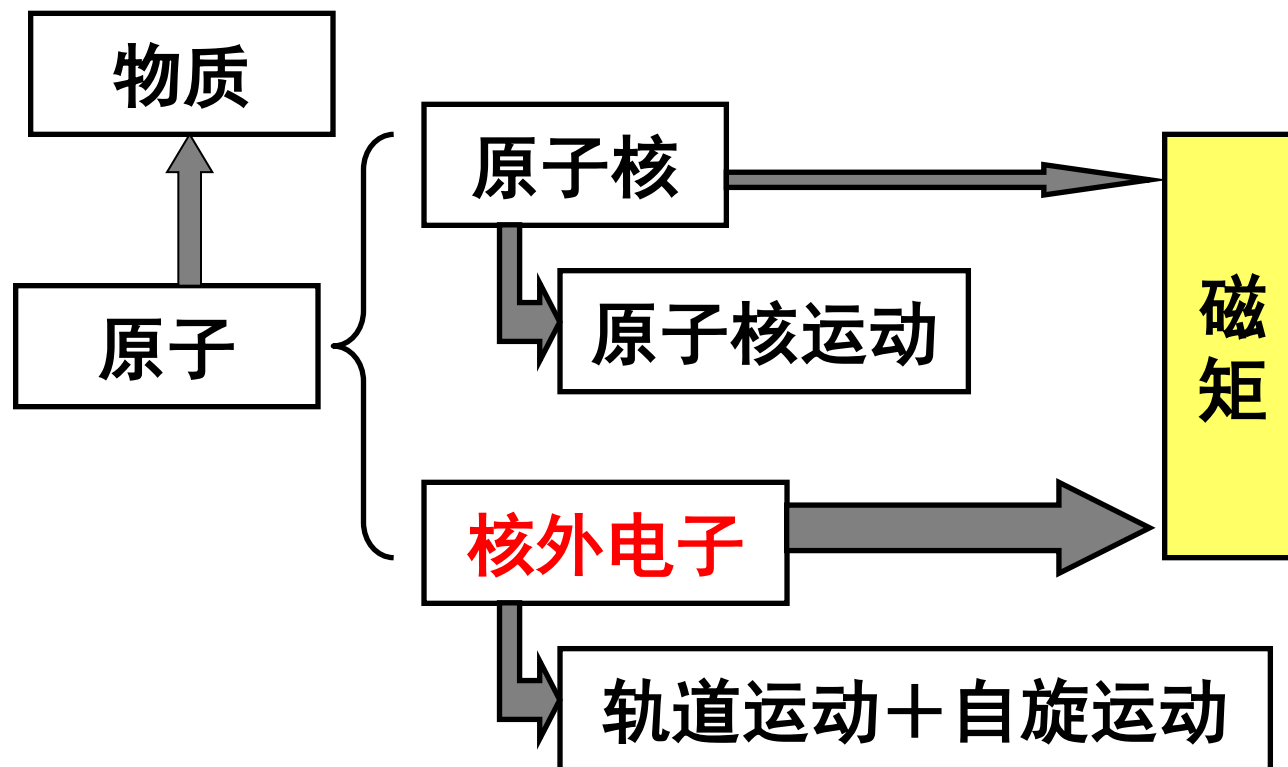 物质
原子
原子核
原子核运动
核外电子
轨道运动＋自旋运动
磁
矩